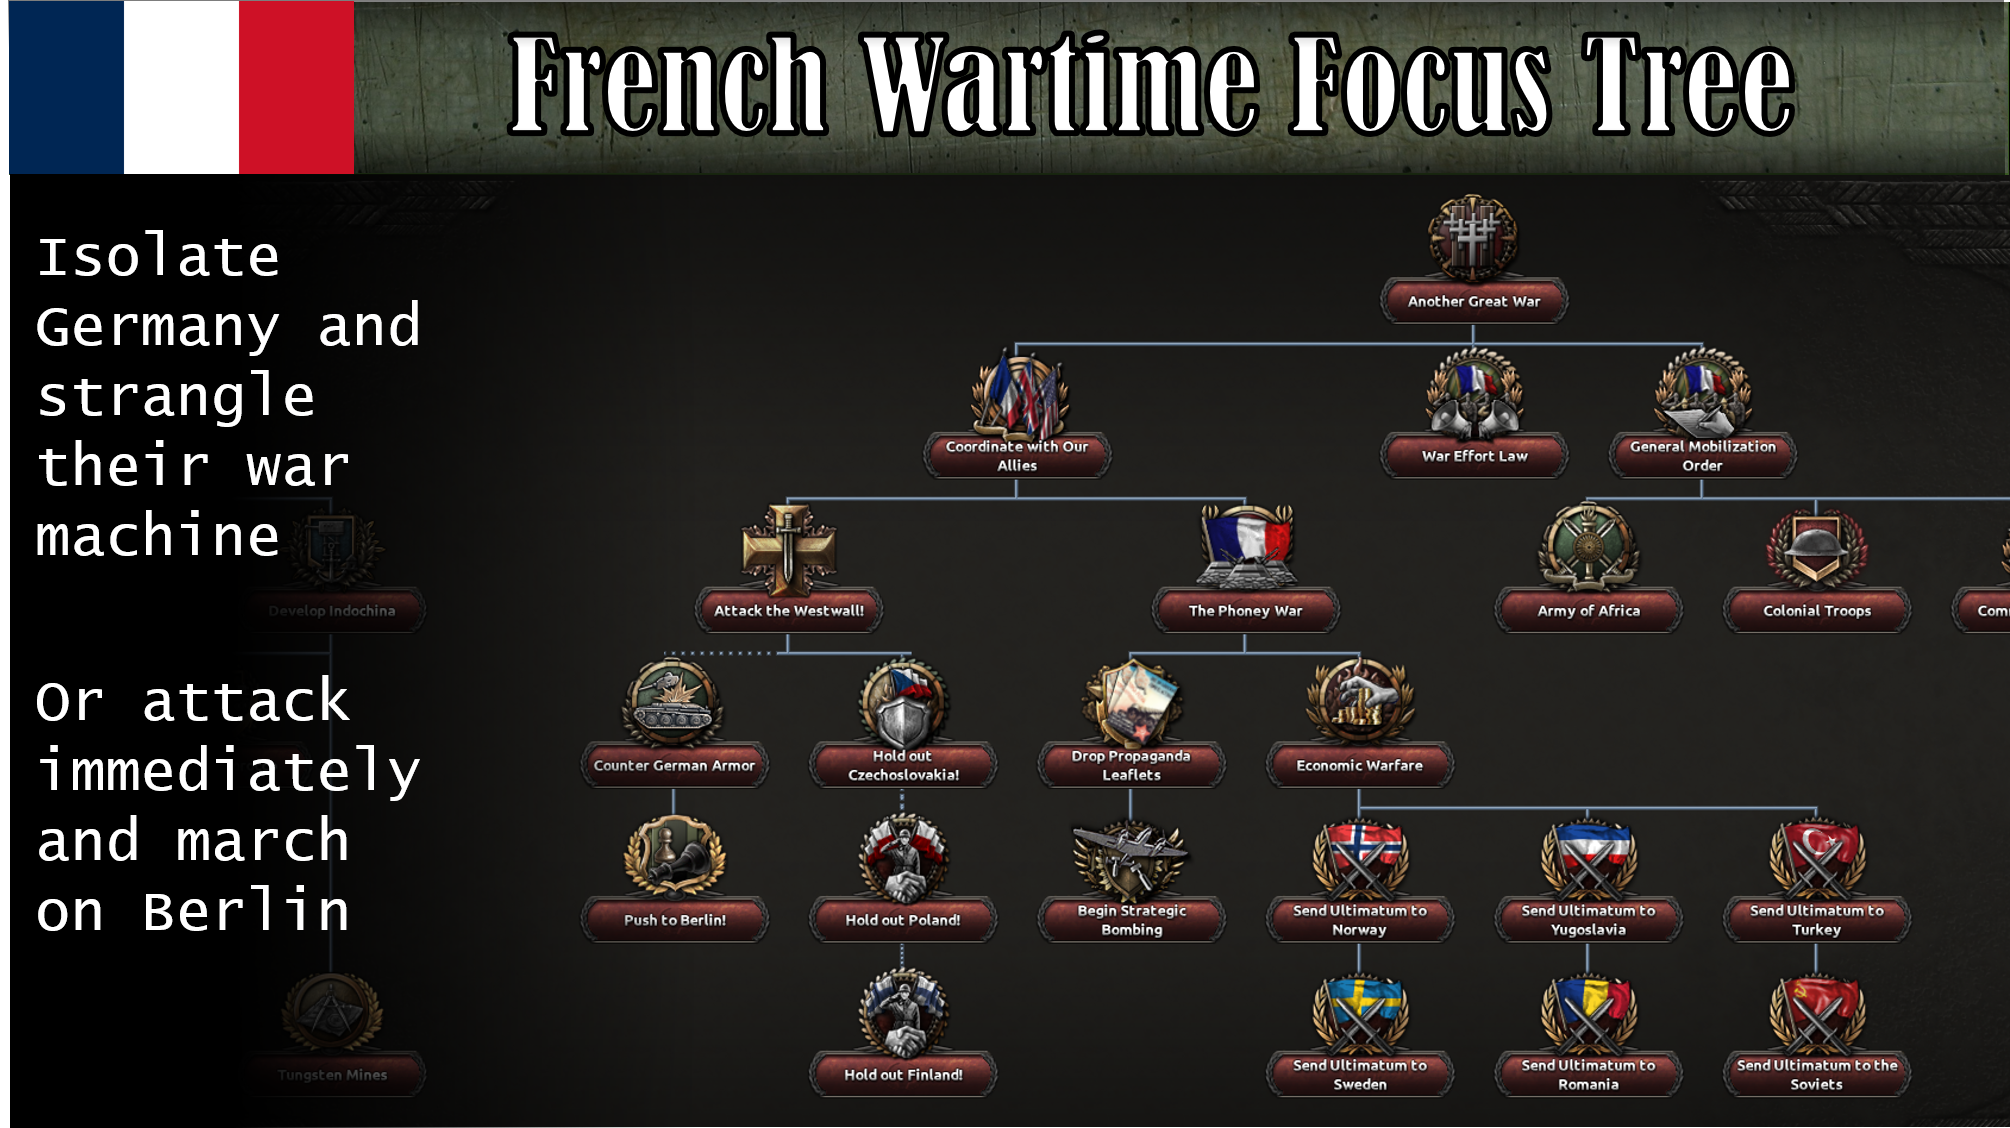 French Wartime Focus Tree
Isolate
Germany and
strangle
their war
machine
Or attack
immediately
and march
on Berlin
Another Great War
Coordinate with Our
Allies
War Effort Law
General Mobilization
Order
Develop Indochina
Attack the Westwall!
The Phoney War
Army of Africa
Colonial Troops
Com
Counter German Armor
Hold out
Czechoslovakia!
Drop Propaganda
Leaflets
Economic Warfare
Push to Berlin!
Hold out Poland!
Begin Strategic
Bombing
Send Ultimatum to
Norway
Send Ultimatum to
Yugoslavia
Send Ultimatum to
Turkey
Tungsten Mines
Hold out Finland!
Send Ultimatum to
Sweden
Send Ultimatum to
Romania
Send Ultimatum to the
Soviets